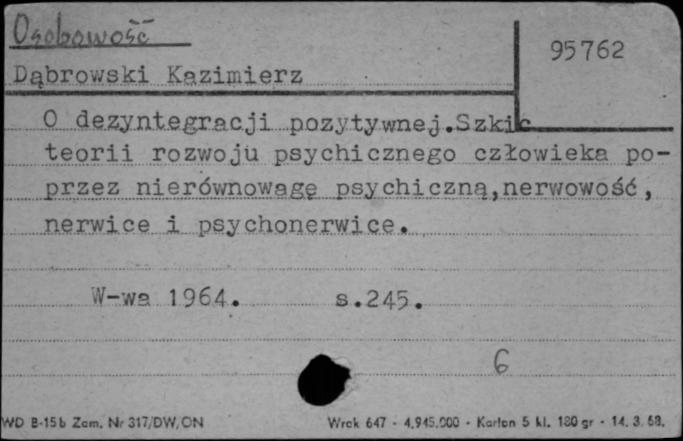 Osobowość
95762
Dąbrowski Kazimierz
O dezyntegracji pozytywnej.Szkic
teorii rozwoju psychicznego człowieka po-
przez nierównowagę psychiczną,nerwowość,
nerwice i psychonerwice.
W-wa 1964. s.245.
6
WD B-15b Zam. Nr 317/DW,ON
Wrck 647 - 4.945.000 - Karton 5 kl. 180 gr - 14. 3. 68.